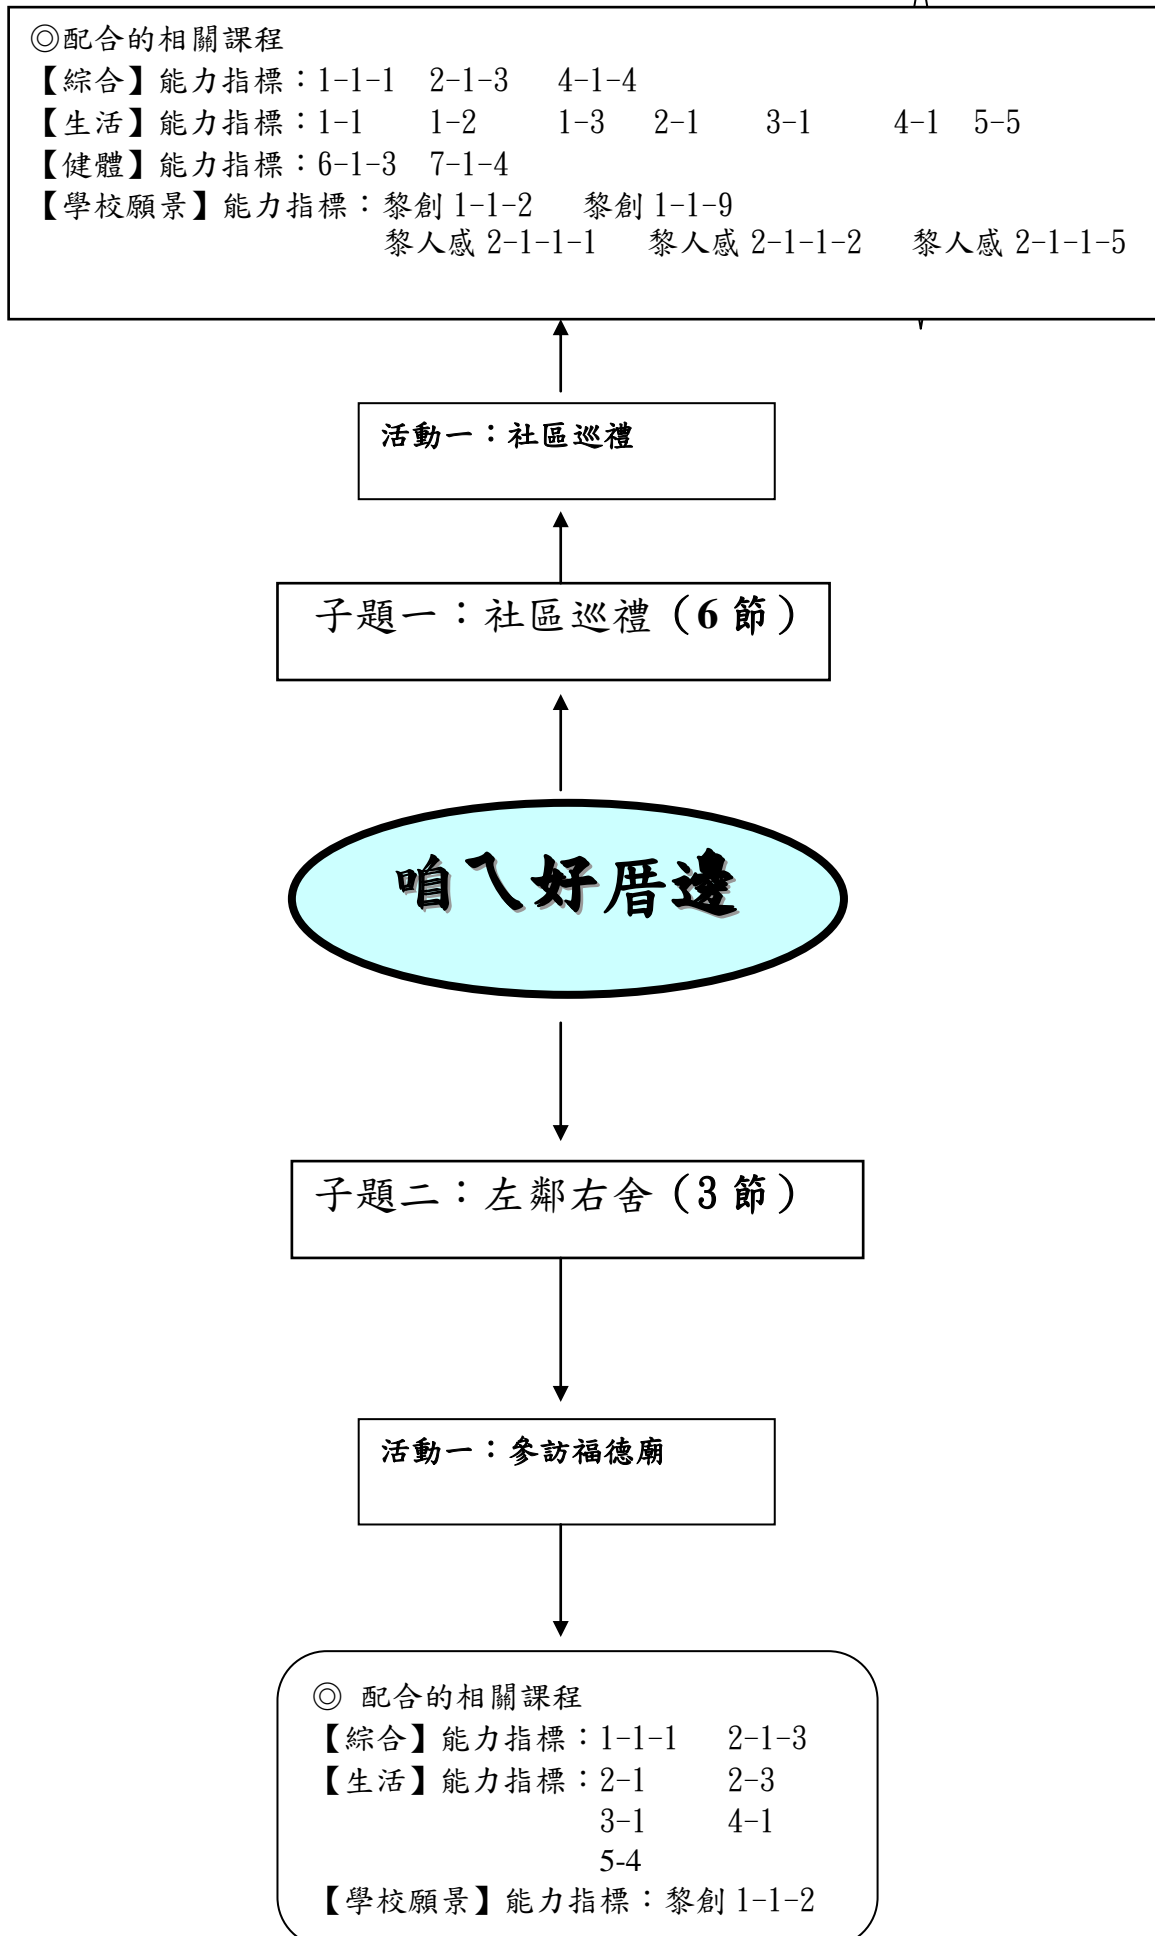 ◎配合的相關課程
【綜合】能力指標：1-1-1 2-1-3 4-1-4
【生活】能力指標：1-1 1-2 1-3 2-1 3-1 4-1 5-5
【健體】能力指標：6-1-3 7-1-4
【學校願景】能力指標：黎創 1-1-2 黎創 1-1-9
黎人感 2-1-1-1 黎人感 2-1-1-2 黎人感 2-1-1-5
活動一：社區巡禮
子題一：社區巡禮（6 節）
咱ㄟ好厝邊
子題二：左鄰右舍（3 節）
活動一：參訪福德廟
◎ 配合的相關課程
【綜合】能力指標：1-1-1 2-1-3
【生活】能力指標：2-1 2-3
3-1 4-1
5-4
【學校願景】能力指標：黎創 1-1-2